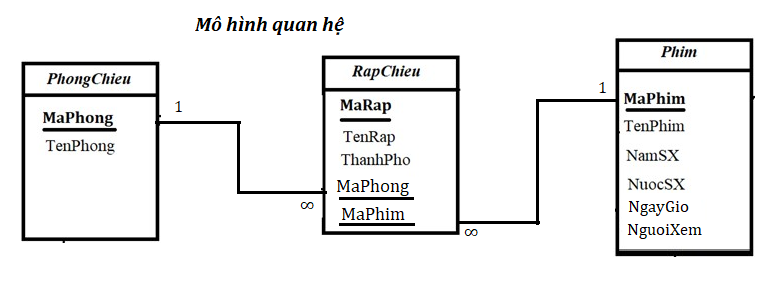 Mô hình quan hệ
PhongChieu
MaPhong
TenPhong
1
∞
RapChieu
MaRap
TenRap
ThanhPho
MaPhong
MaPhim
∞
1
Phim
MaPhim
TenPhim
NamSX
NuocSX
NgayGio
NguoiXem